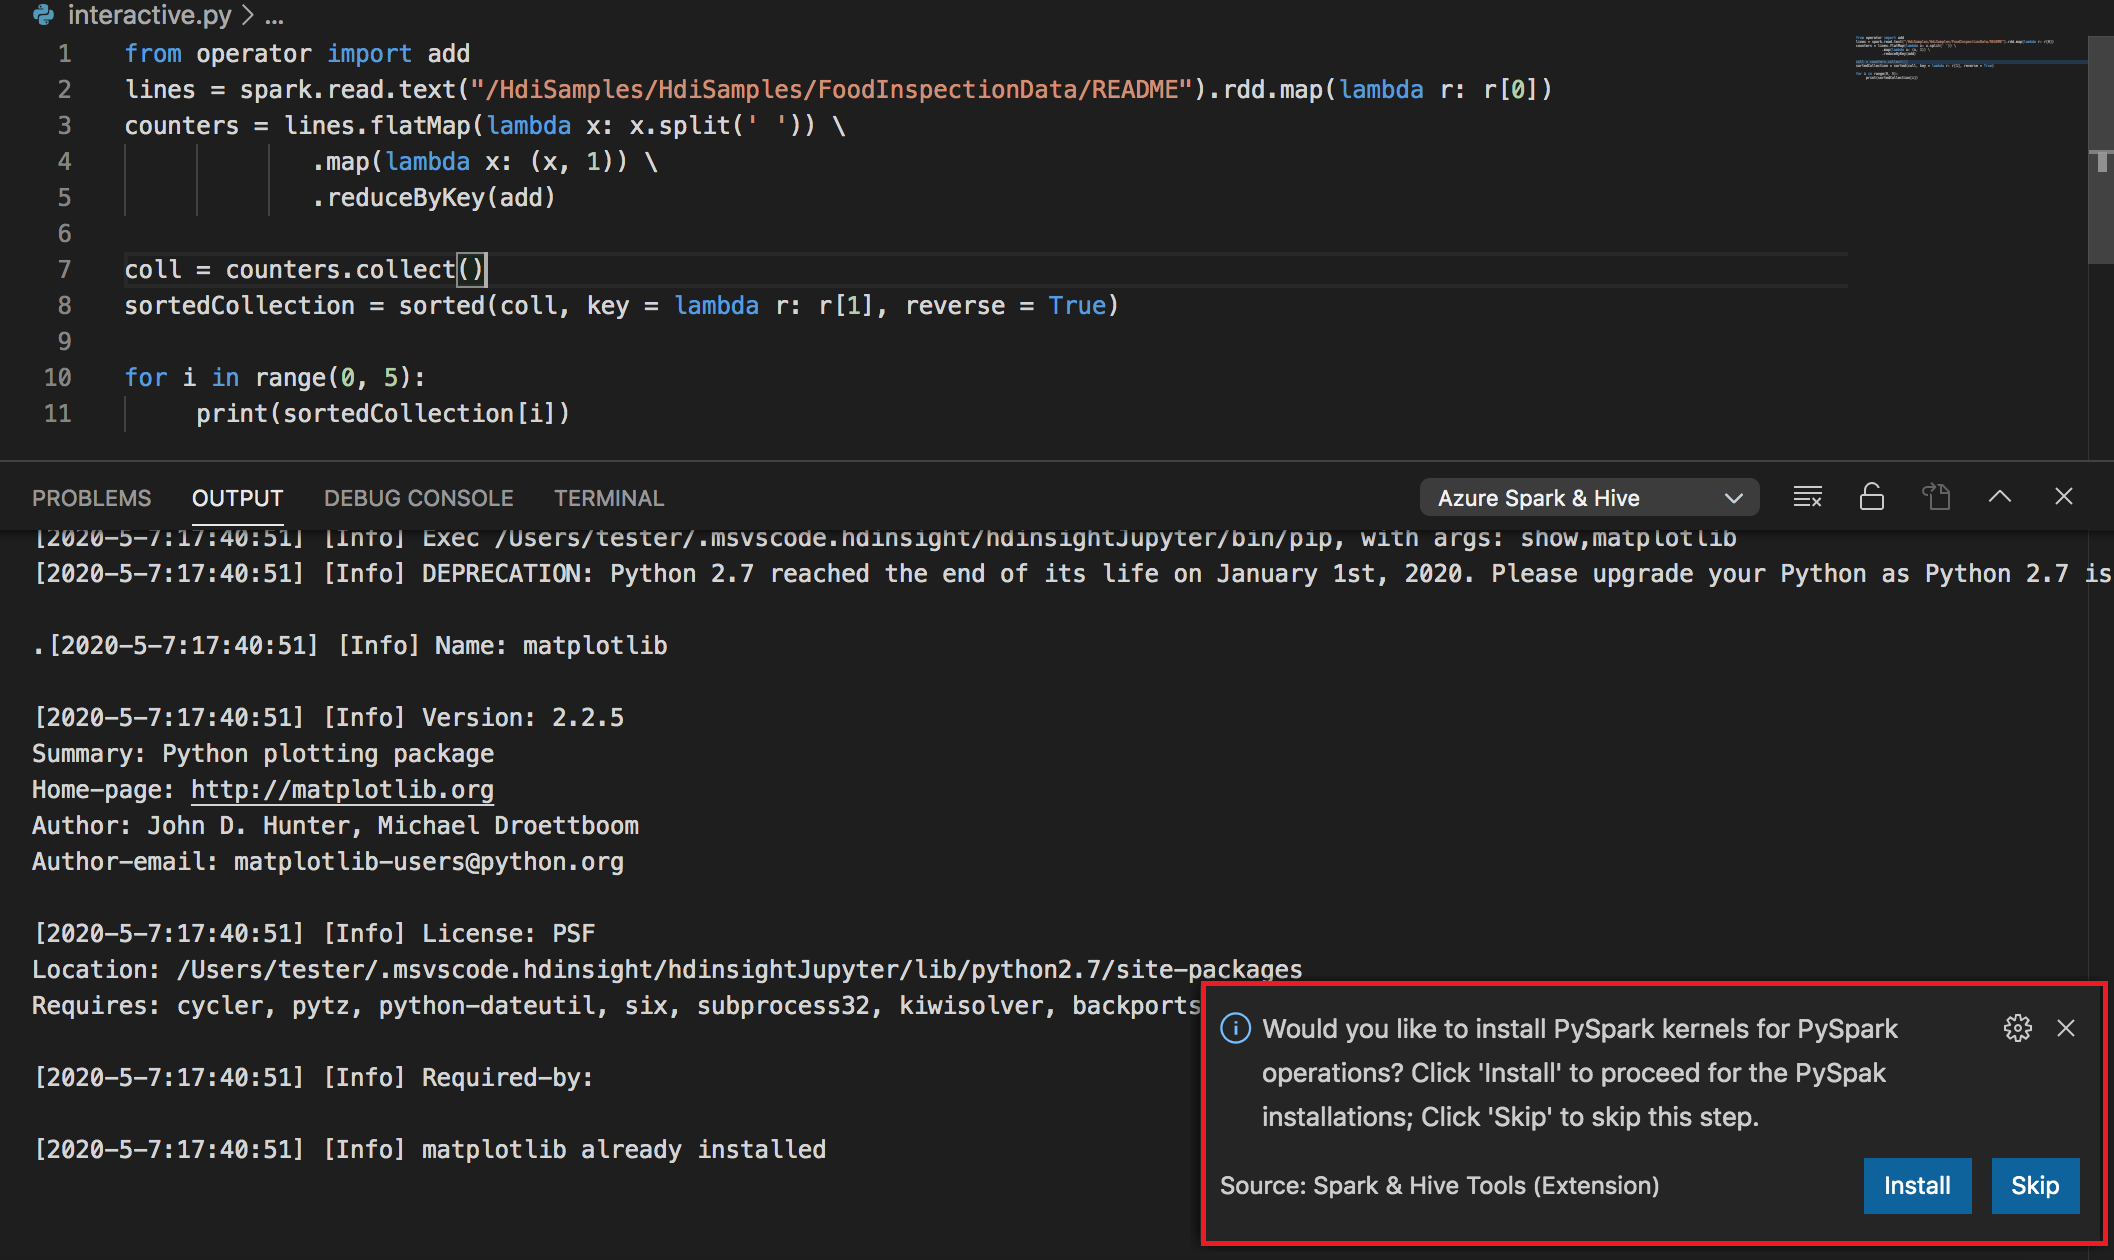 interactive.py > ...
1 from operator import add
2 lines = spark.read.text("/HdiSamples/HdiSamples/FoodInspectionData/README").rdd.map(lambda r: r[0])
3 counters = lines.flatMap(lambda x: x.split(' ')) \
4 .map(lambda x: (x, 1)) \
5 .reduceByKey(add)
6
7 coll = counters.collect()
8 sortedCollection = sorted(coll, key = lambda r: r[1], reverse = True)
9
10 for i in range(0, 5):
11 print(sortedCollection[i])
PROBLEMS OUTPUT DEBUG CONSOLE TERMINAL Azure Spark & Hive
[2020-5-7:17:40:51] [Info] Exec /Users/tester/.msvscode.hdinsight/hdinsightJupyter/bin/pip, with args: show,matplotlib
[2020-5-7:17:40:51] [Info] DEPRECATION: Python 2.7 reached the end of its life on January 1st, 2020. Please upgrade your Python as Python 2.7 is
.[2020-5-7:17:40:51] [Info] Name: matplotlib
[2020-5-7:17:40:51] [Info] Version: 2.2.5
Summary: Python plotting package
Home-page: http://matplotlib.org
Author: John D. Hunter, Michael Droettboom
Author-email: matplotlib-users@python.org
[2020-5-7:17:40:51] [Info] License: PSF
Location: /Users/tester/.msvscode.hdinsight/hdinsightJupyter/lib/python2.7/site-packages
Requires: cycler, pytz, python-dateutil, six, subprocess32, kiwisolver, backports
[2020-5-7:17:40:51] [Info] Required-by:
[2020-5-7:17:40:51] [Info] matplotlib already installed
Would you like to install PySpark kernels for PySpark
operations? Click 'Install' to proceed for the PySpak
installations; Click 'Skip' to skip this step.
Source: Spark & Hive Tools (Extension)
Install Skip